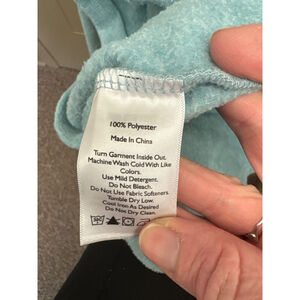 100% Polyester
Made In China
Turn Garment Inside Out.
Machine Wash Cold With Like
Colors.
Use Mild Detergent.
Do Not Bleach.
Do Not Use Fabric Softeners.
Tumble Dry Low.
Cool Iron As Desired
Do Not Dry Clean.